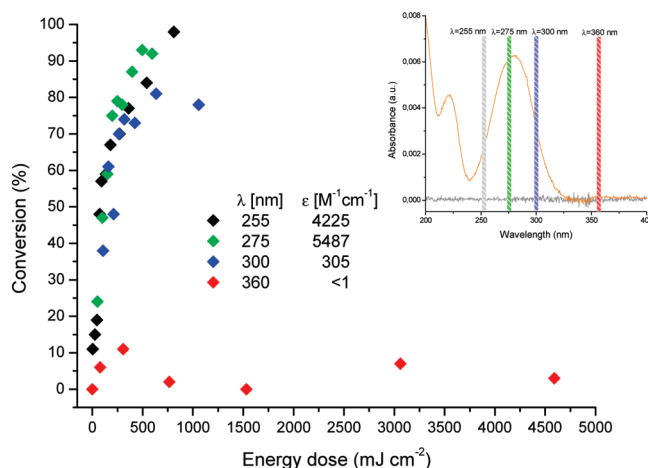 100
90
80
70
60
50
40
30
20
10
0
Conversion (%)
λ [nm] ε [M⁻¹cm⁻¹]
255 4225
275 5487
300 305
360 <1
0 500 1000 1500 2000 2500 3000 3500 4000 4500 5000
Energy dose (mJ cm⁻²)
0,008
0,006
0,004
0,002
0,000
Absorbance (a.u.)
λ=255 nm λ=275 nm λ=300 nm λ=360 nm
200 250 300 350 400
Wavelength (nm)